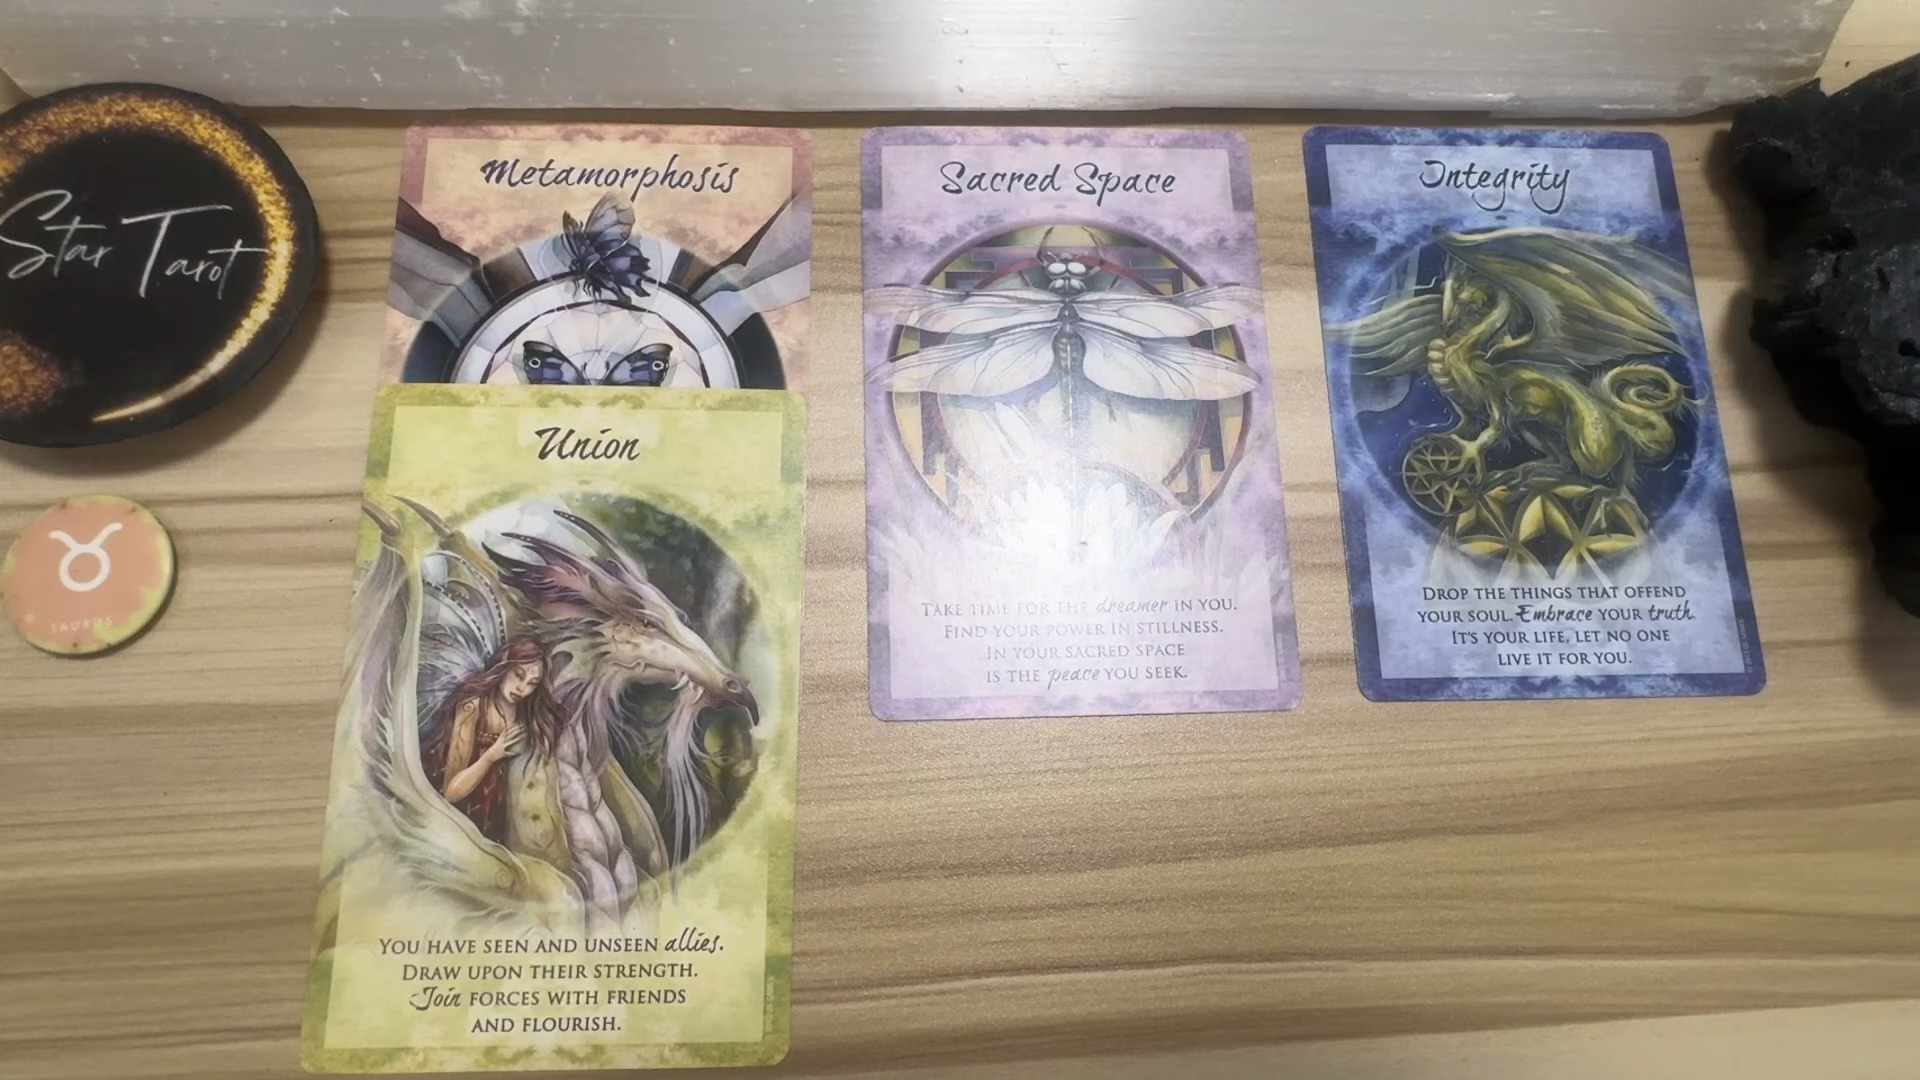 Star Tarot
TAURUS
Metamorphosis
Union
YOU HAVE SEEN AND UNSEEN allies.
DRAW UPON THEIR STRENGTH.
Join FORCES WITH FRIENDS
AND FLOURISH.
Sacred Space
TAKE TIME FOR THE dreamer IN YOU.
FIND YOUR POWER IN STILLNESS.
IN YOUR SACRED SPACE
IS THE peace YOU SEEK.
Integrity
DROP THE THINGS THAT OFFEND
YOUR SOUL. Embrace YOUR truth.
IT'S YOUR LIFE, LET NO ONE
LIVE IT FOR YOU.